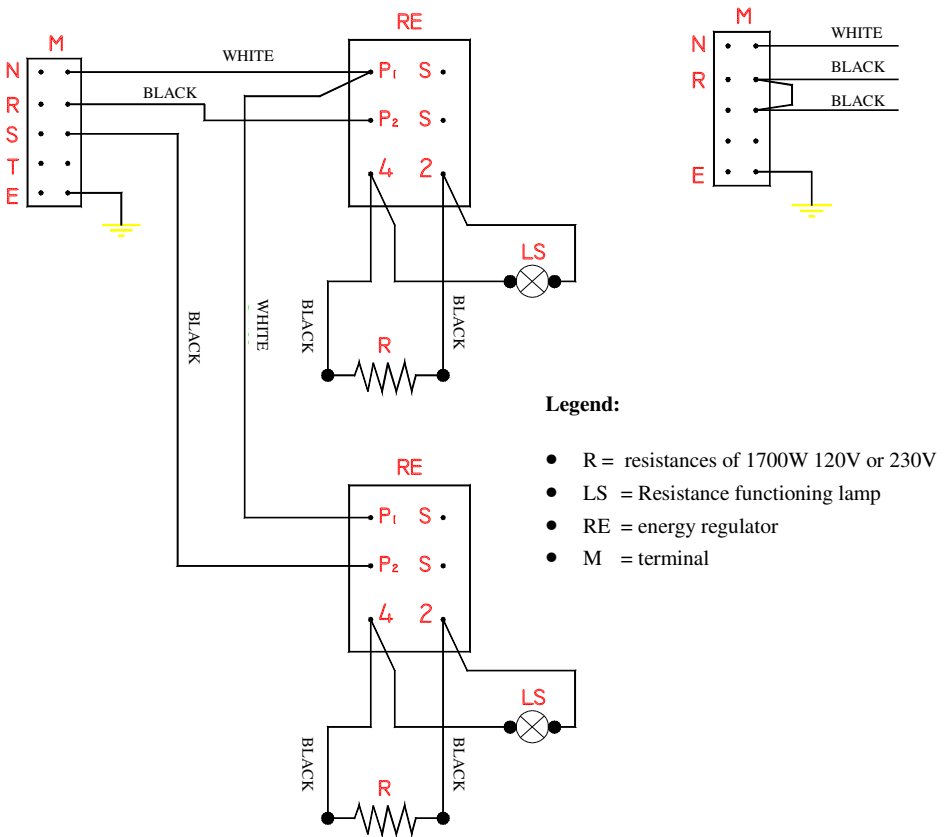 M
N
R
S
T
E
WHITE
BLACK
RE
P1 S
P2 S
4 2
LS
BLACK
WHITE
BLACK
BLACK
R
RE
P1 S
P2 S
4 2
LS
BLACK
BLACK
R
M
N
R
E
WHITE
BLACK
BLACK
Legend:
● R = resistances of 1700W 120V or 230V
● LS = Resistance functioning lamp
● RE = energy regulator
● M = terminal